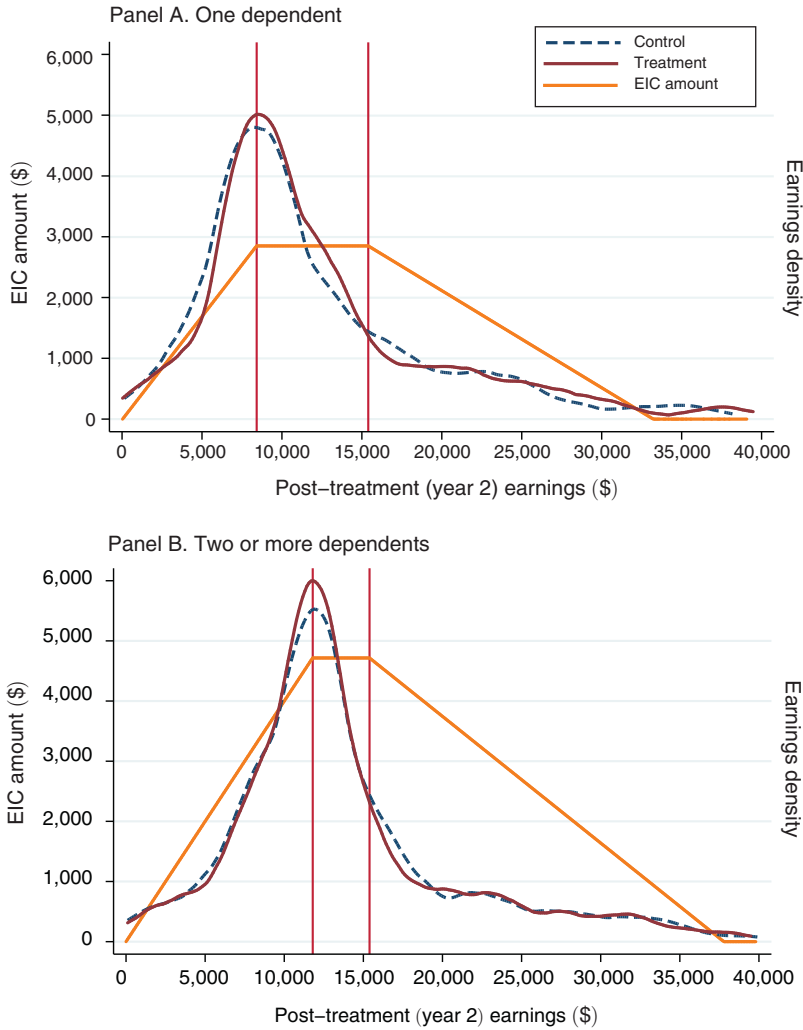 Panel A. One dependent
Control
Treatment
EIC amount
6,000
5,000
4,000
3,000
2,000
1,000
0
EIC amount ($)
Earnings density
0 5,000 10,000 15,000 20,000 25,000 30,000 35,000 40,000
Post−treatment (year 2) earnings ($)
Panel B. Two or more dependents
6,000
5,000
4,000
3,000
2,000
1,000
0
EIC amount ($)
Earnings density
0 5,000 10,000 15,000 20,000 25,000 30,000 35,000 40,000
Post−treatment (year 2) earnings ($)